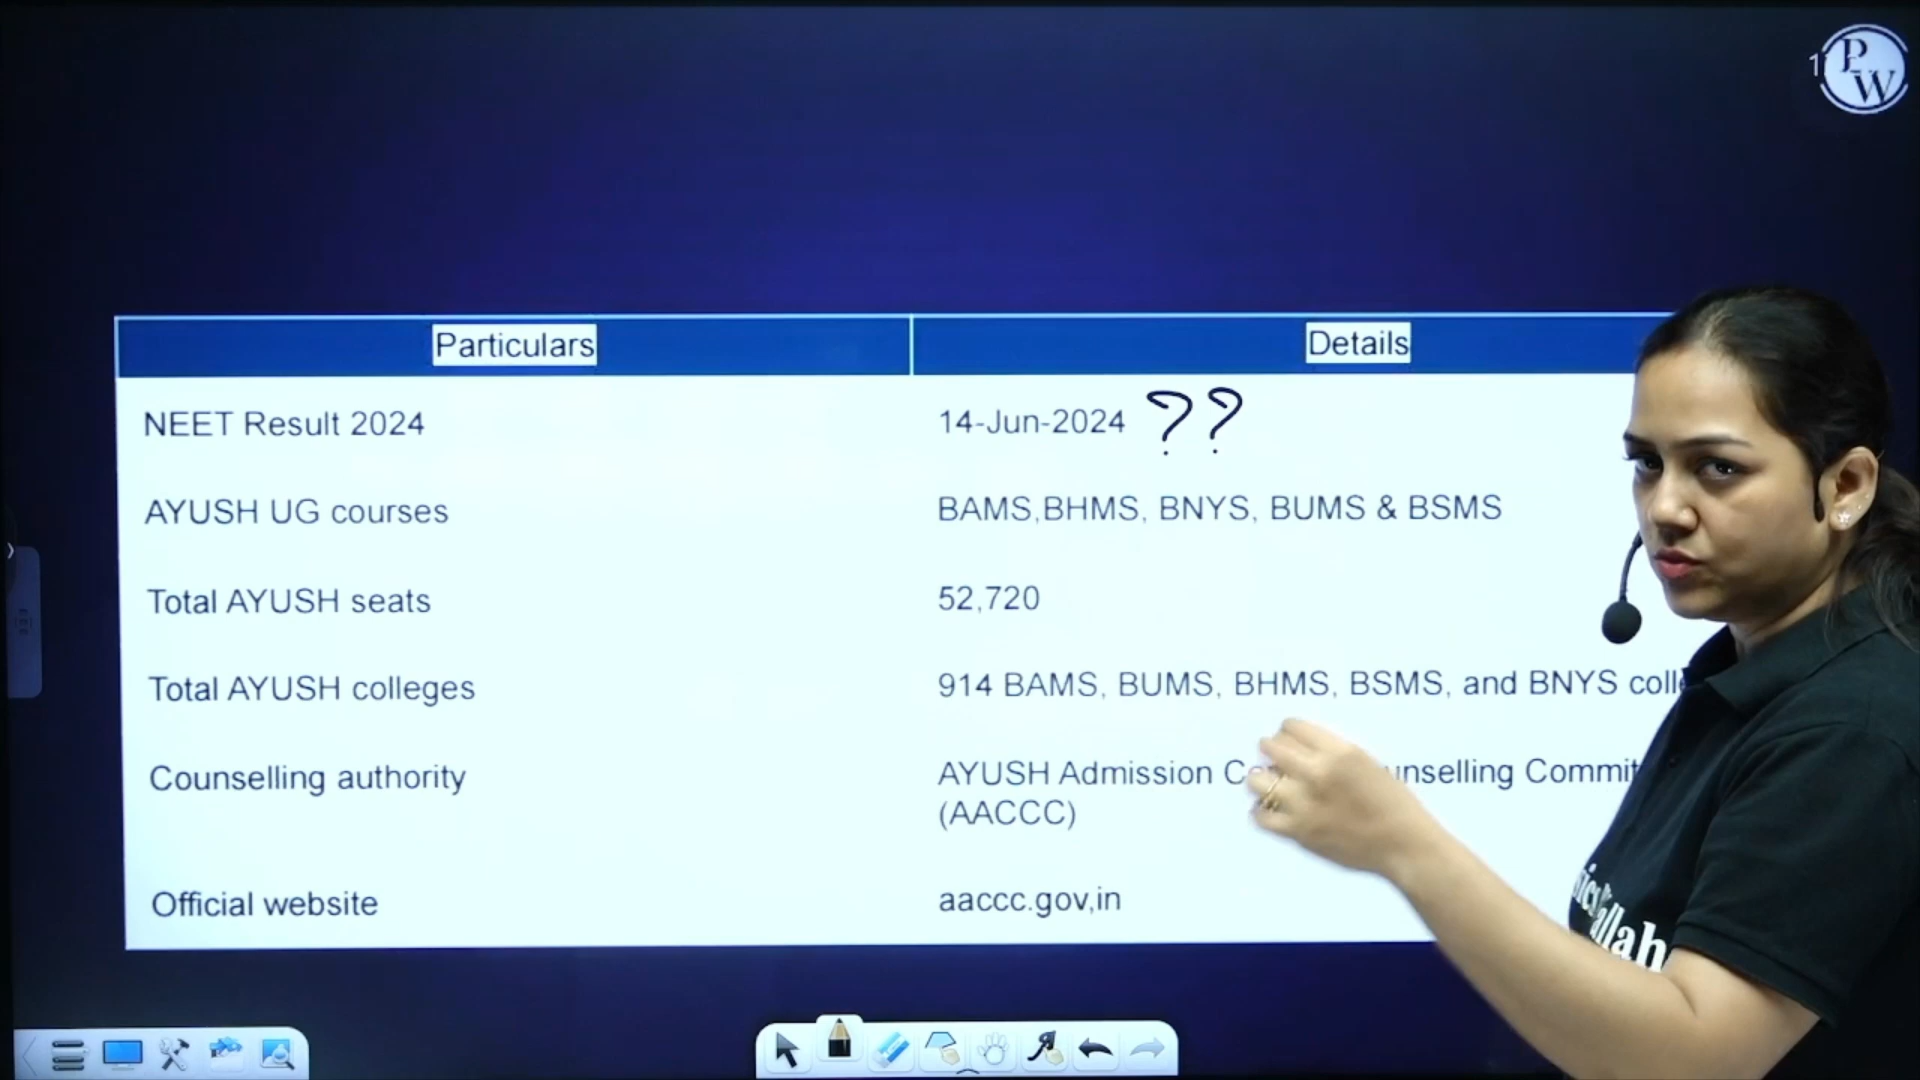 PW
Particulars
Details
NEET Result 2024
14-Jun-2024 ??
AYUSH UG courses
BAMS,BHMS, BNYS, BUMS & BSMS
Total AYUSH seats
52,720
Total AYUSH colleges
914 BAMS, BUMS, BHMS, BSMS, and BNYS coll
Counselling authority
AYUSH Admission C unselling Commit
(AACCC)
Official website
aaccc.gov,in
llah